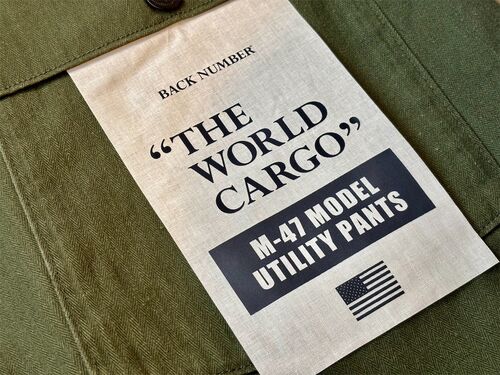 BACK NUMBER
“THE
WORLD
CARGO”
M-47 MODEL
UTILITY PANTS